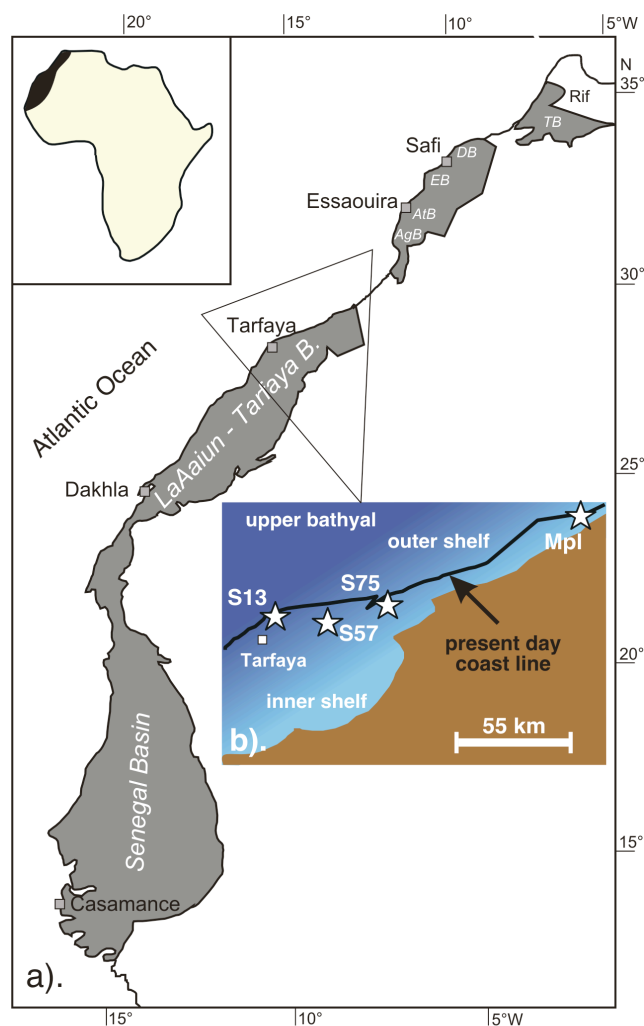 20°
15°
10°
5°W
N
35°
Rif
TB
Safi
DB
EB
Essaouira
AtB
AgB
30°
Tarfaya
LaAaiun - Tarfaya B.
Atlantic Ocean
25°
Dakhla
upper bathyal
outer shelf
Mpl
S13
S75
S57
Tarfaya
present day
coast line
inner shelf
55 km
b).
20°
Senegal Basin
15°
Casamance
a).
15°
10°
5°W